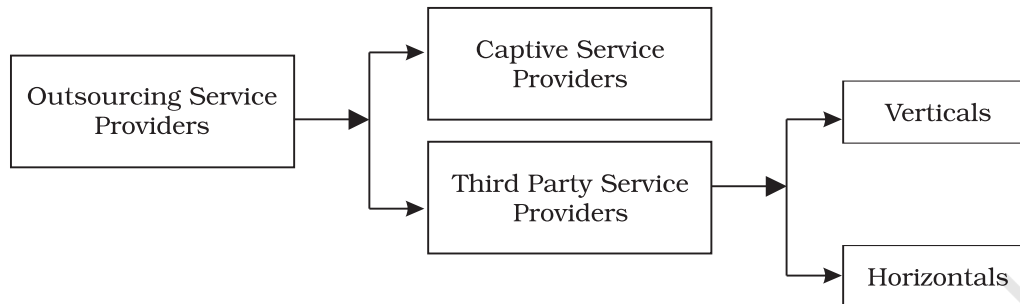 Outsourcing Service
Providers
Captive Service
Providers
Third Party Service
Providers
Verticals
Horizontals